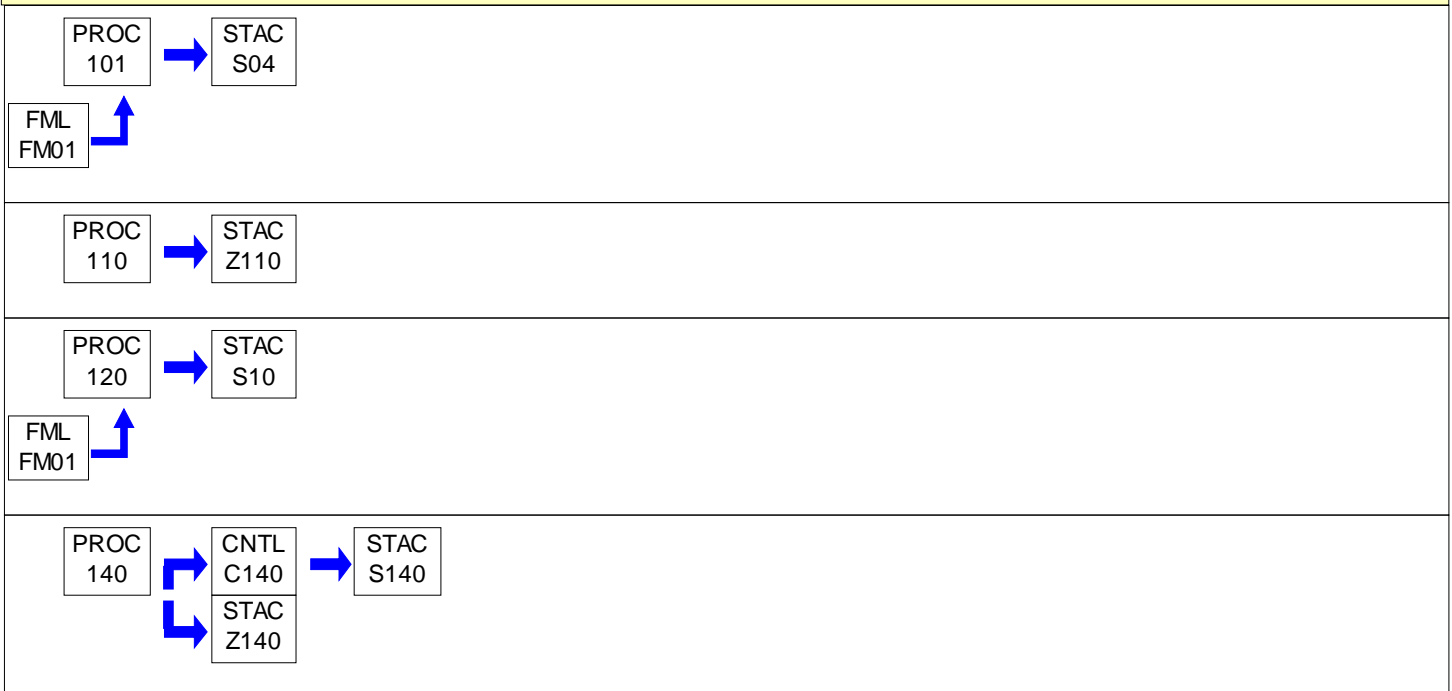 PROC
101
STAC
S04
FML
FM01
PROC
110
STAC
Z110
PROC
120
STAC
S10
FML
FM01
PROC
140
CNTL
C140
STAC
S140
STAC
Z140